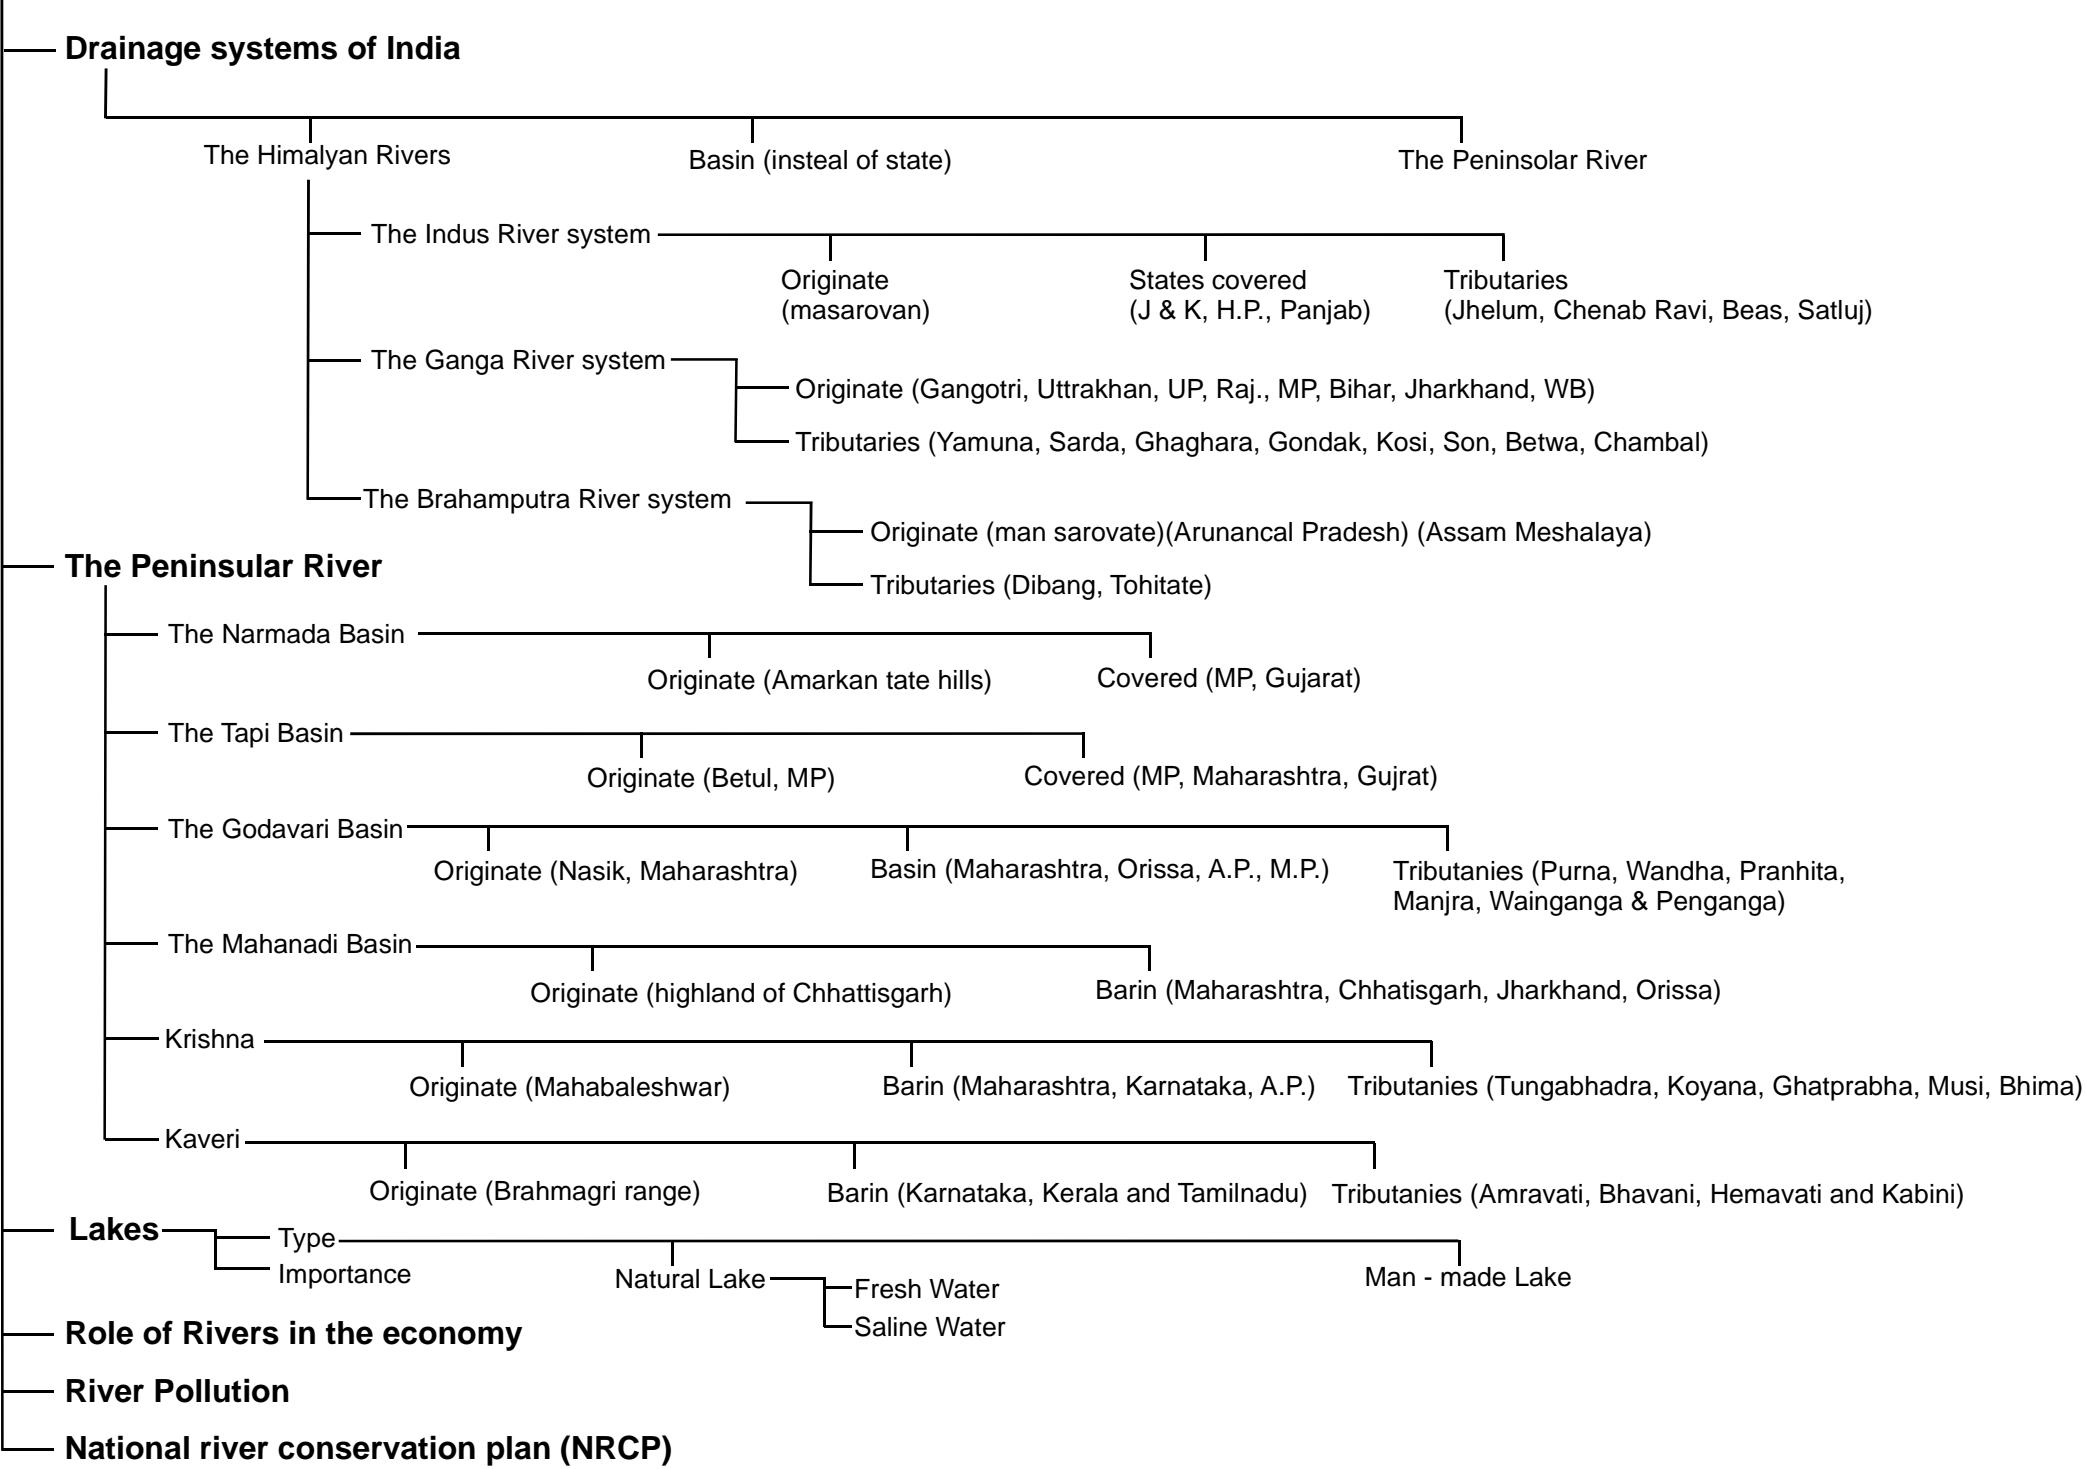 Drainage systems of India
The Himalyan Rivers
Basin (insteal of state)
The Peninsolar River
The Indus River system
Originate
(masarovan)
States covered
(J & K, H.P., Panjab)
Tributaries
(Jhelum, Chenab Ravi, Beas, Satluj)
The Ganga River system
Originate (Gangotri, Uttrakhan, UP, Raj., MP, Bihar, Jharkhand, WB)
Tributaries (Yamuna, Sarda, Ghaghara, Gondak, Kosi, Son, Betwa, Chambal)
The Brahamputra River system
Originate (man sarovate)(Arunancal Pradesh) (Assam Meshalaya)
Tributaries (Dibang, Tohitate)
The Peninsular River
The Narmada Basin
Originate (Amarkan tate hills)
Covered (MP, Gujarat)
The Tapi Basin
Originate (Betul, MP)
Covered (MP, Maharashtra, Gujrat)
The Godavari Basin
Originate (Nasik, Maharashtra)
Basin (Maharashtra, Orissa, A.P., M.P.)
Tributanies (Purna, Wandha, Pranhita,
Manjra, Wainganga & Penganga)
The Mahanadi Basin
Originate (highland of Chhattisgarh)
Barin (Maharashtra, Chhatisgarh, Jharkhand, Orissa)
Krishna
Originate (Mahabaleshwar)
Barin (Maharashtra, Karnataka, A.P.)
Tributanies (Tungabhadra, Koyana, Ghatprabha, Musi, Bhima)
Kaveri
Originate (Brahmagri range)
Barin (Karnataka, Kerala and Tamilnadu)
Tributanies (Amravati, Bhavani, Hemavati and Kabini)
Lakes
Type
Importance
Natural Lake
Fresh Water
Saline Water
Man - made Lake
Role of Rivers in the economy
River Pollution
National river conservation plan (NRCP)